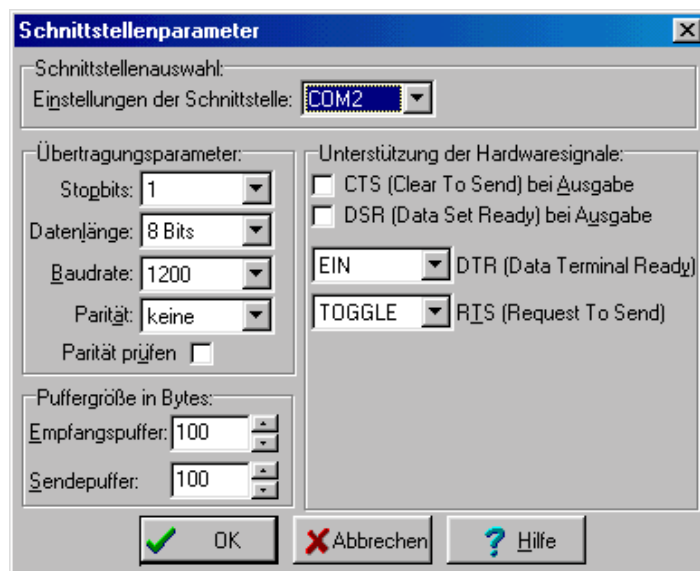 Schnittstellenparameter
Schnittstellenauswahl:
Einstellungen der Schnittstelle: COM2
Übertragungsparameter:
Stopbits: 1
Datenlänge: 8 Bits
Baudrate: 1200
Parität: keine
Parität prüfen
Puffergröße in Bytes:
Empfangspuffer: 100
Sendepuffer: 100
Unterstützung der Hardwaresignale:
CTS (Clear To Send) bei Ausgabe
DSR (Data Set Ready) bei Ausgabe
EIN DTR (Data Terminal Ready)
TOGGLE RTS (Request To Send)
OK Abbrechen Hilfe